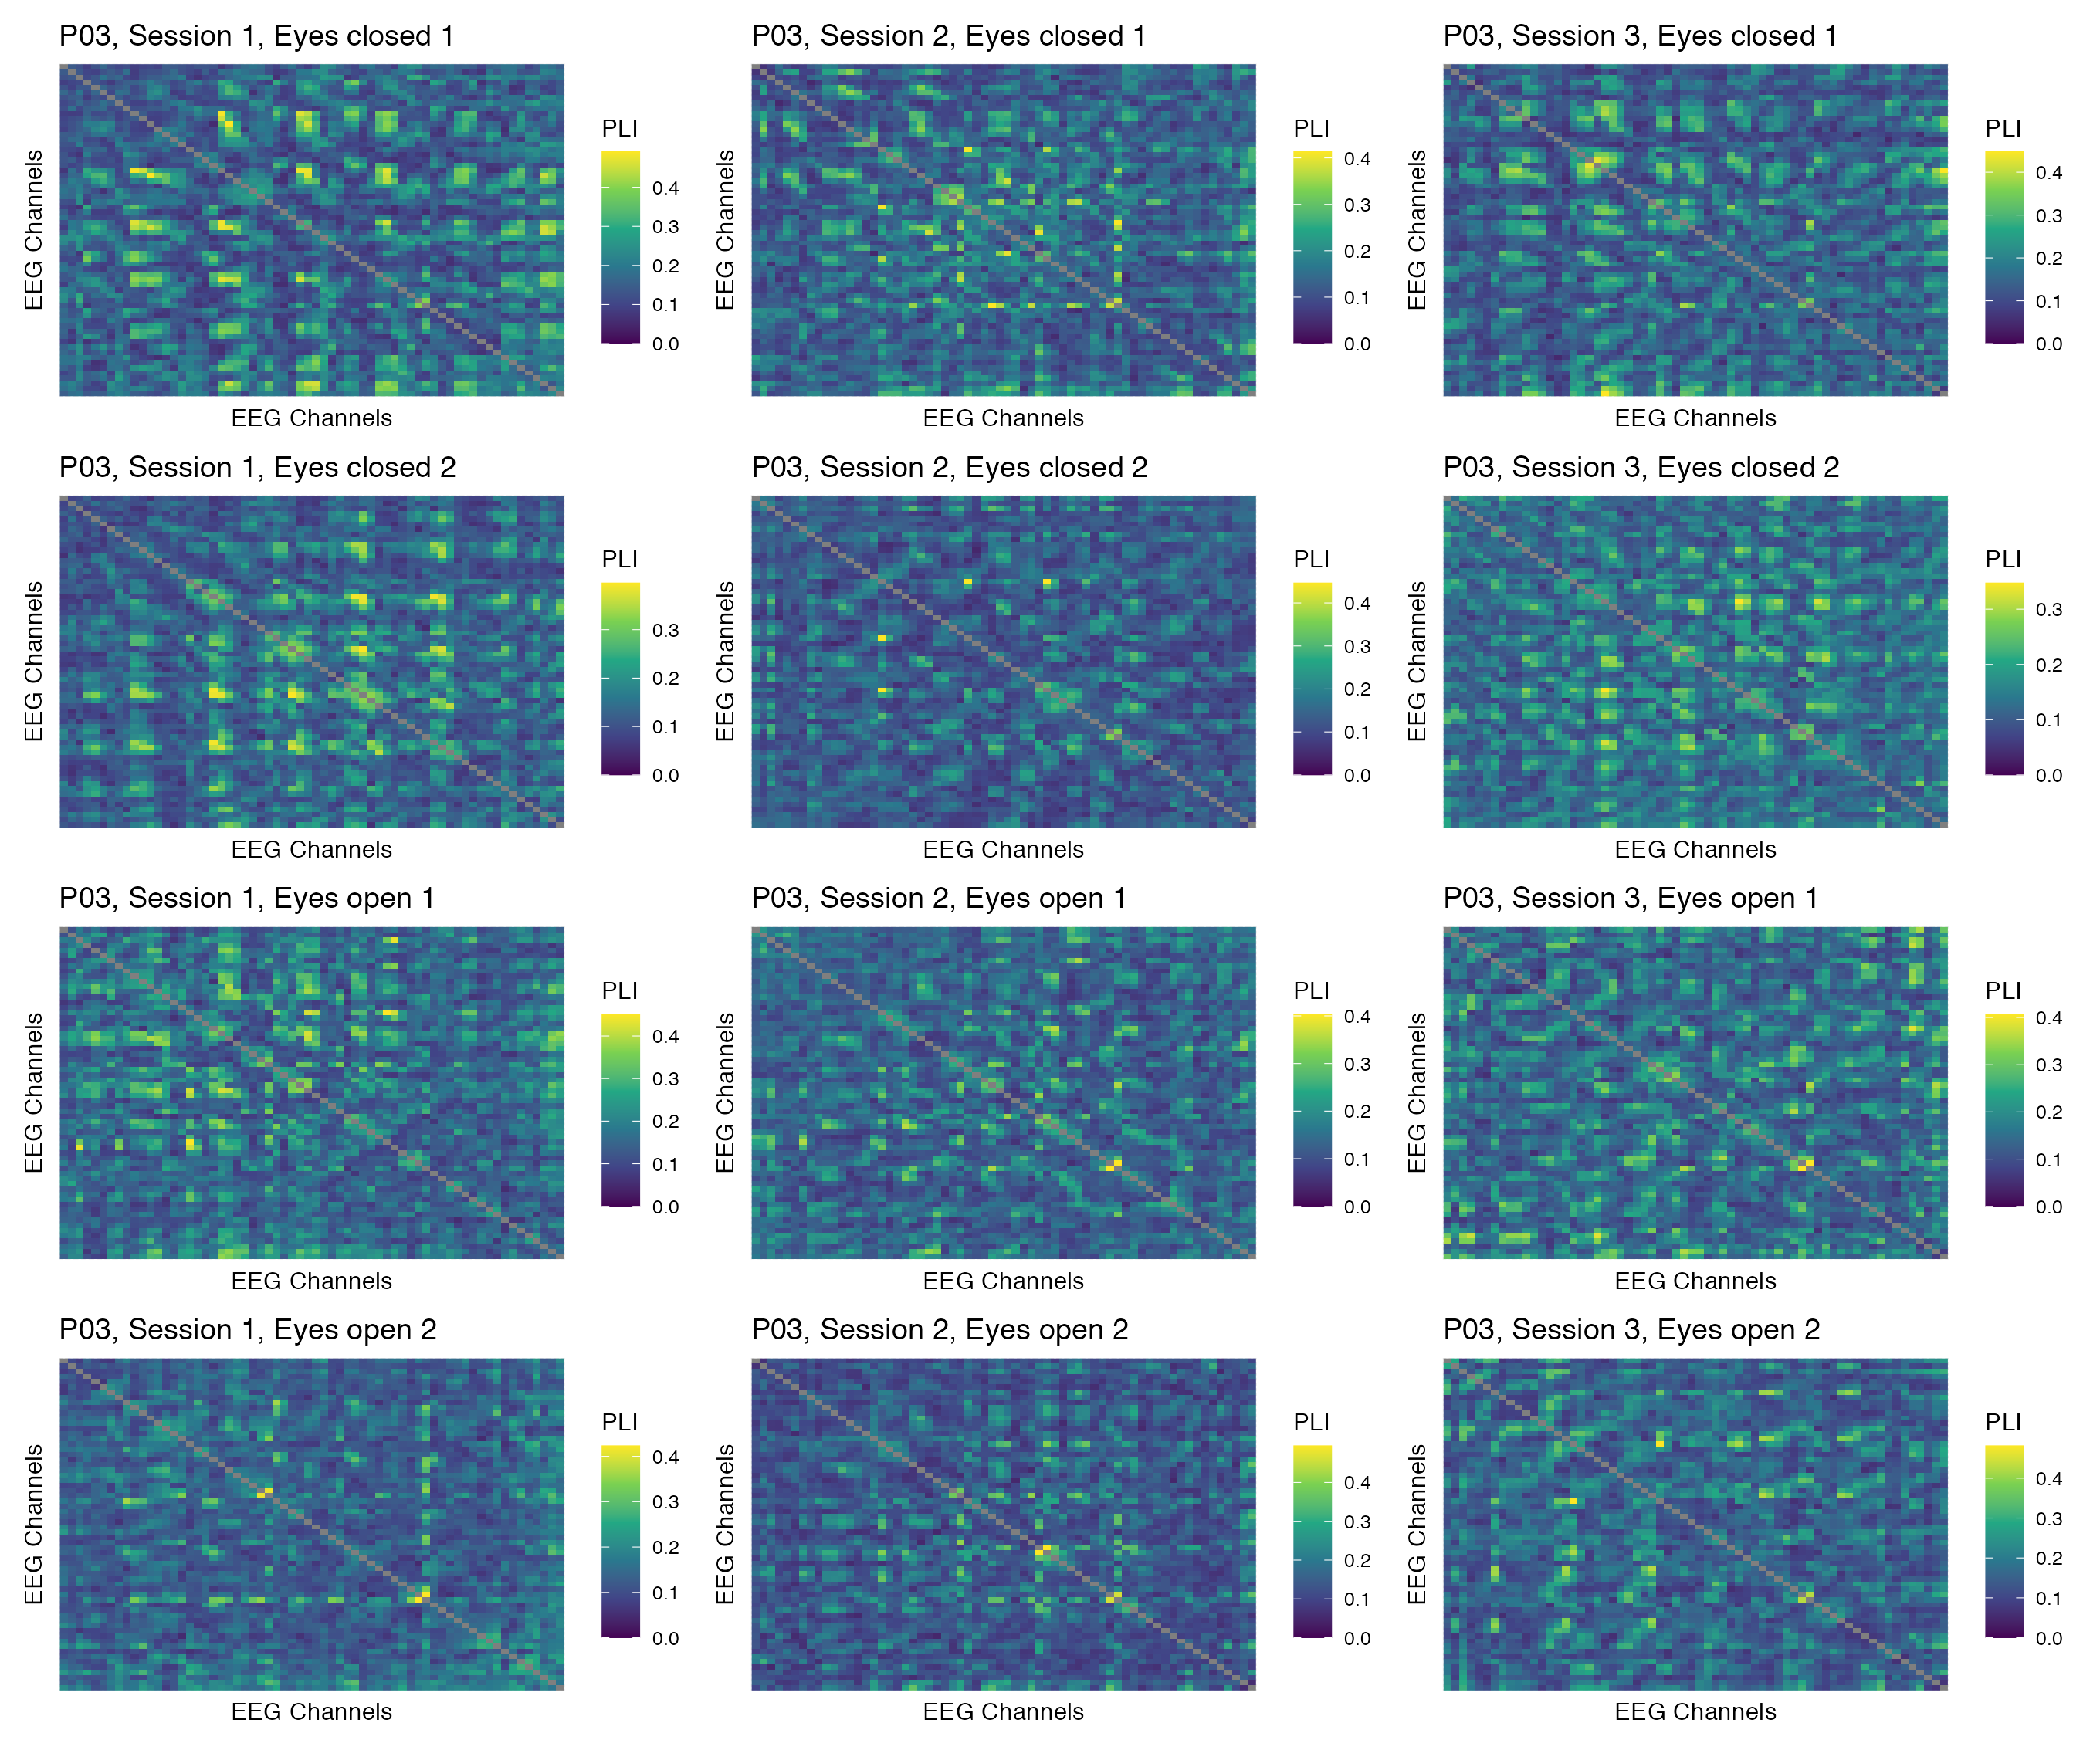 P03, Session 1, Eyes closed 1
EEG Channels
EEG Channels
PLI
0.4
0.3
0.2
0.1
0.0
P03, Session 2, Eyes closed 1
EEG Channels
EEG Channels
PLI
0.4
0.3
0.2
0.1
0.0
P03, Session 3, Eyes closed 1
EEG Channels
EEG Channels
PLI
0.4
0.3
0.2
0.1
0.0
P03, Session 1, Eyes closed 2
EEG Channels
EEG Channels
PLI
0.3
0.2
0.1
0.0
P03, Session 2, Eyes closed 2
EEG Channels
EEG Channels
PLI
0.4
0.3
0.2
0.1
0.0
P03, Session 3, Eyes closed 2
EEG Channels
EEG Channels
PLI
0.3
0.2
0.1
0.0
P03, Session 1, Eyes open 1
EEG Channels
EEG Channels
PLI
0.4
0.3
0.2
0.1
0.0
P03, Session 2, Eyes open 1
EEG Channels
EEG Channels
PLI
0.4
0.3
0.2
0.1
0.0
P03, Session 3, Eyes open 1
EEG Channels
EEG Channels
PLI
0.4
0.3
0.2
0.1
0.0
P03, Session 1, Eyes open 2
EEG Channels
EEG Channels
PLI
0.4
0.3
0.2
0.1
0.0
P03, Session 2, Eyes open 2
EEG Channels
EEG Channels
PLI
0.4
0.3
0.2
0.1
0.0
P03, Session 3, Eyes open 2
EEG Channels
EEG Channels
PLI
0.4
0.3
0.2
0.1
0.0